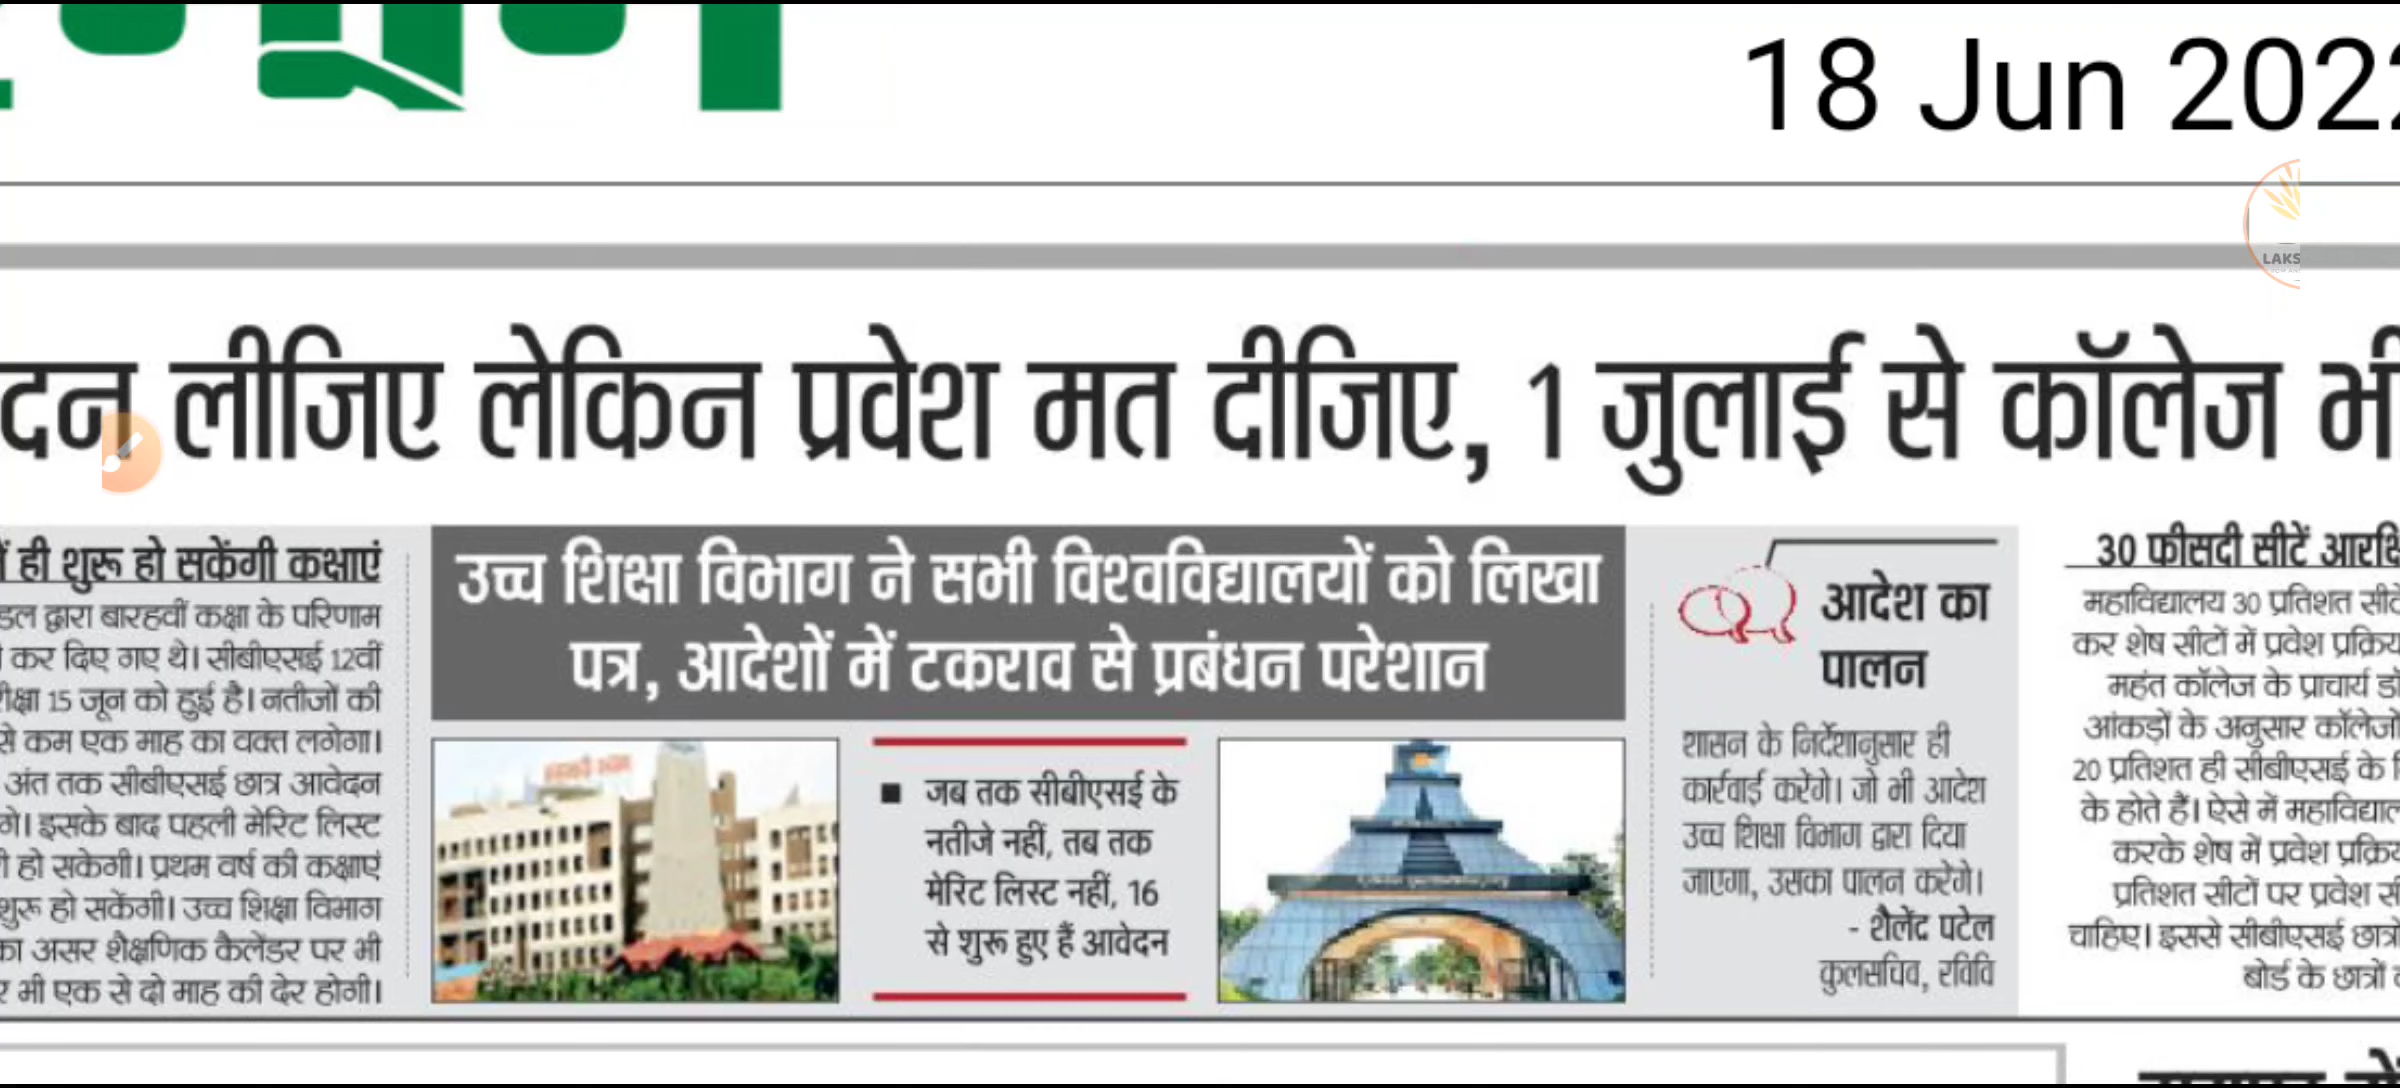 18 Jun 202
LAKS
दन लीजिए लेकिन प्रवेश मत दीजिए, 1 जुलाई से कॉलेज भी
ही शुरू हो सकेंगी कक्षाएं
डल द्वारा बारहवीं कक्षा के परिणाम
कर दिए गए थे। सीबीएसई 12वीं
15 जून को हुई है। नतीजों की
से कम एक माह का वक्त लगेगा।
अंत तक सीबीएसई छात्र आवेदन
गे। इसके बाद पहली मेरिट लिस्ट
हो सकेगी। प्रथम वर्ष की कक्षाएं
शुरू हो सकेंगी। उच्च शिक्षा विभाग
का असर शैक्षणिक कैलेंडर पर भी
र भी एक से दो माह की देर होगी।
उच्च शिक्षा विभाग ने सभी विश्वविद्यालयों को लिखा
पत्र, आदेशों में टकराव से प्रबंधन परेशान
■ जब तक सीबीएसई के
नतीजे नहीं, तब तक
मेरिट लिस्ट नहीं, 16
से शुरू हुए हैं आवेदन
आदेश का
पालन
शासन के निर्देशानुसार ही
कार्रवाई करेंगे। जो भी आदेश
उच्च शिक्षा विभाग द्वारा दिया
जाएगा, उसका पालन करेंगे।
- शैलेंद्र पटेल
कुलसचिव, रविवि
30 फीसदी सीटें आरक्षि
महाविद्यालय 30 प्रतिशत सीटें
कर शेष सीटों में प्रवेश प्रक्रिय
महंत कॉलेज के प्राचार्य डॉ
आंकड़ों के अनुसार कॉलेजों
20 प्रतिशत ही सीबीएसई के
के होते हैं। ऐसे में महाविद्याल
करके शेष में प्रवेश प्रक्रिय
प्रतिशत सीटों पर प्रवेश सी
चाहिए। इससे सीबीएसई छात्रों
बोर्ड के छात्रों